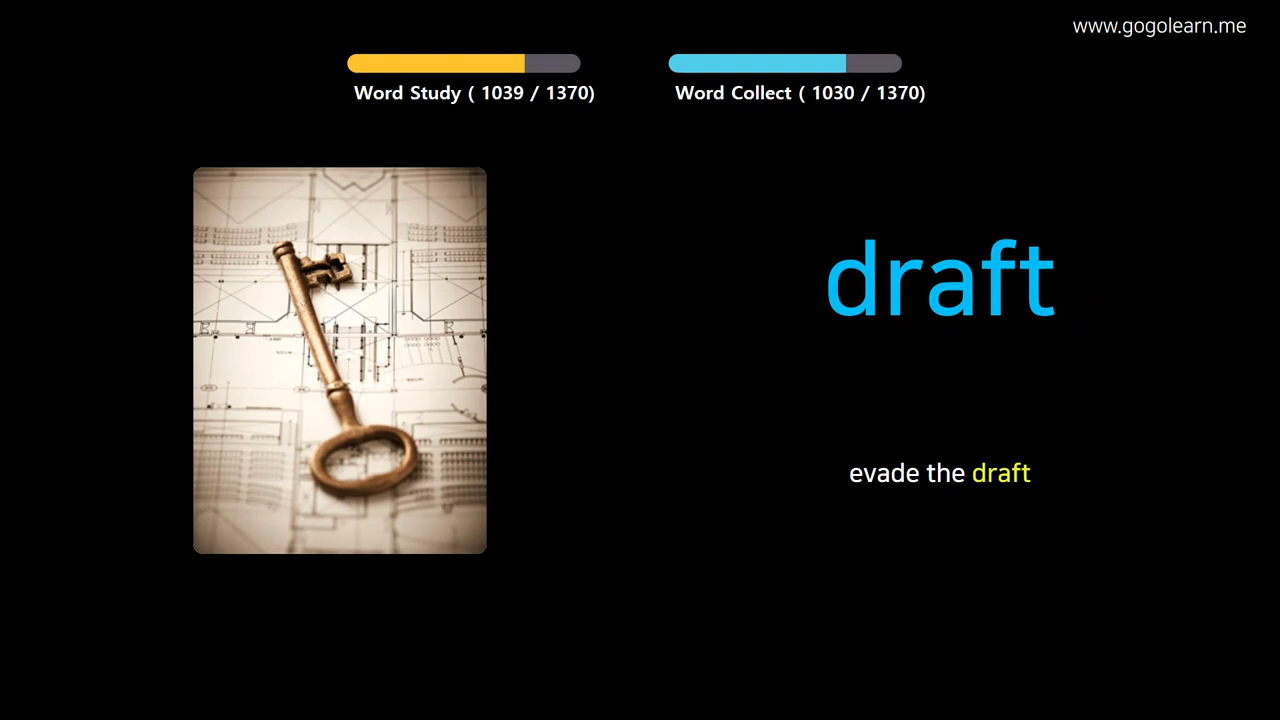 www.gogolearn.me
Word Study ( 1039 / 1370)
Word Collect ( 1030 / 1370)
draft
evade the draft